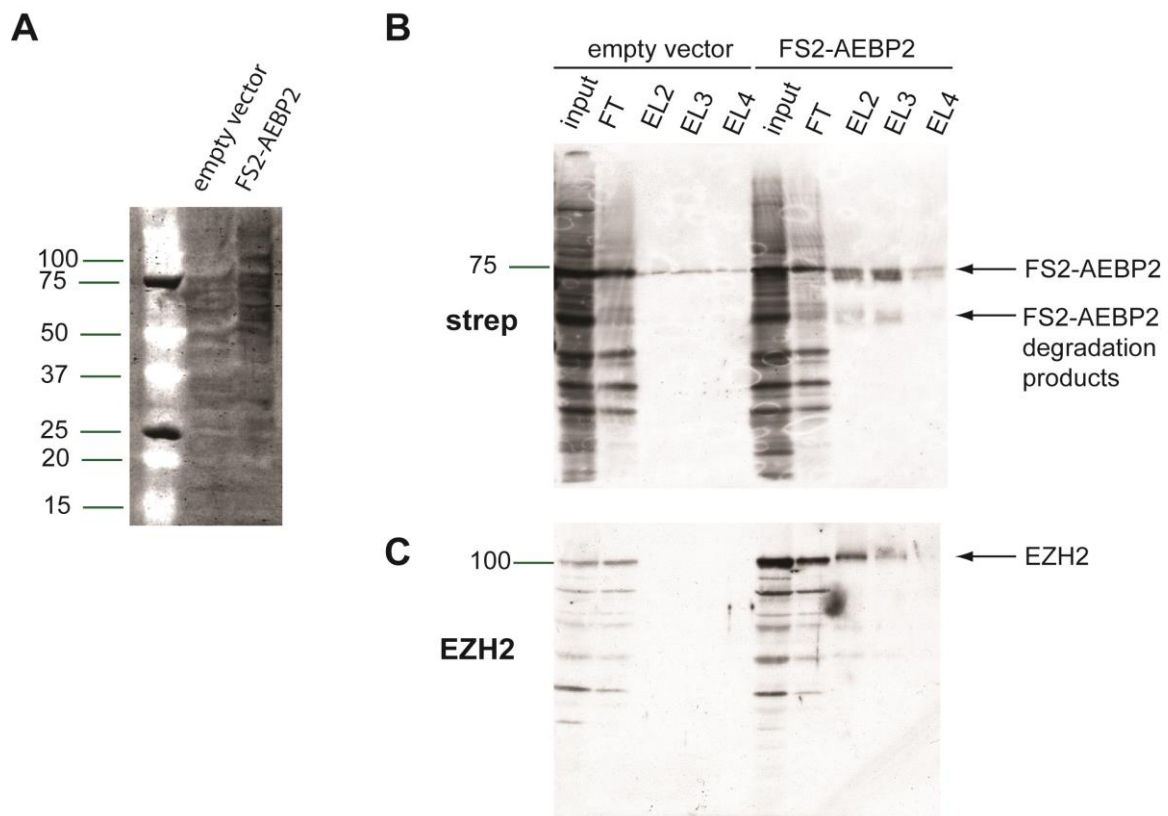 A
empty vector
FS2-AEBP2
100
75
50
37
25
20
15
B
empty vector
FS2-AEBP2
input
FT
EL2
EL3
EL4
input
FT
EL2
EL3
EL4
75
strep
FS2-AEBP2
FS2-AEBP2
degradation
products
C
100
EZH2
EZH2